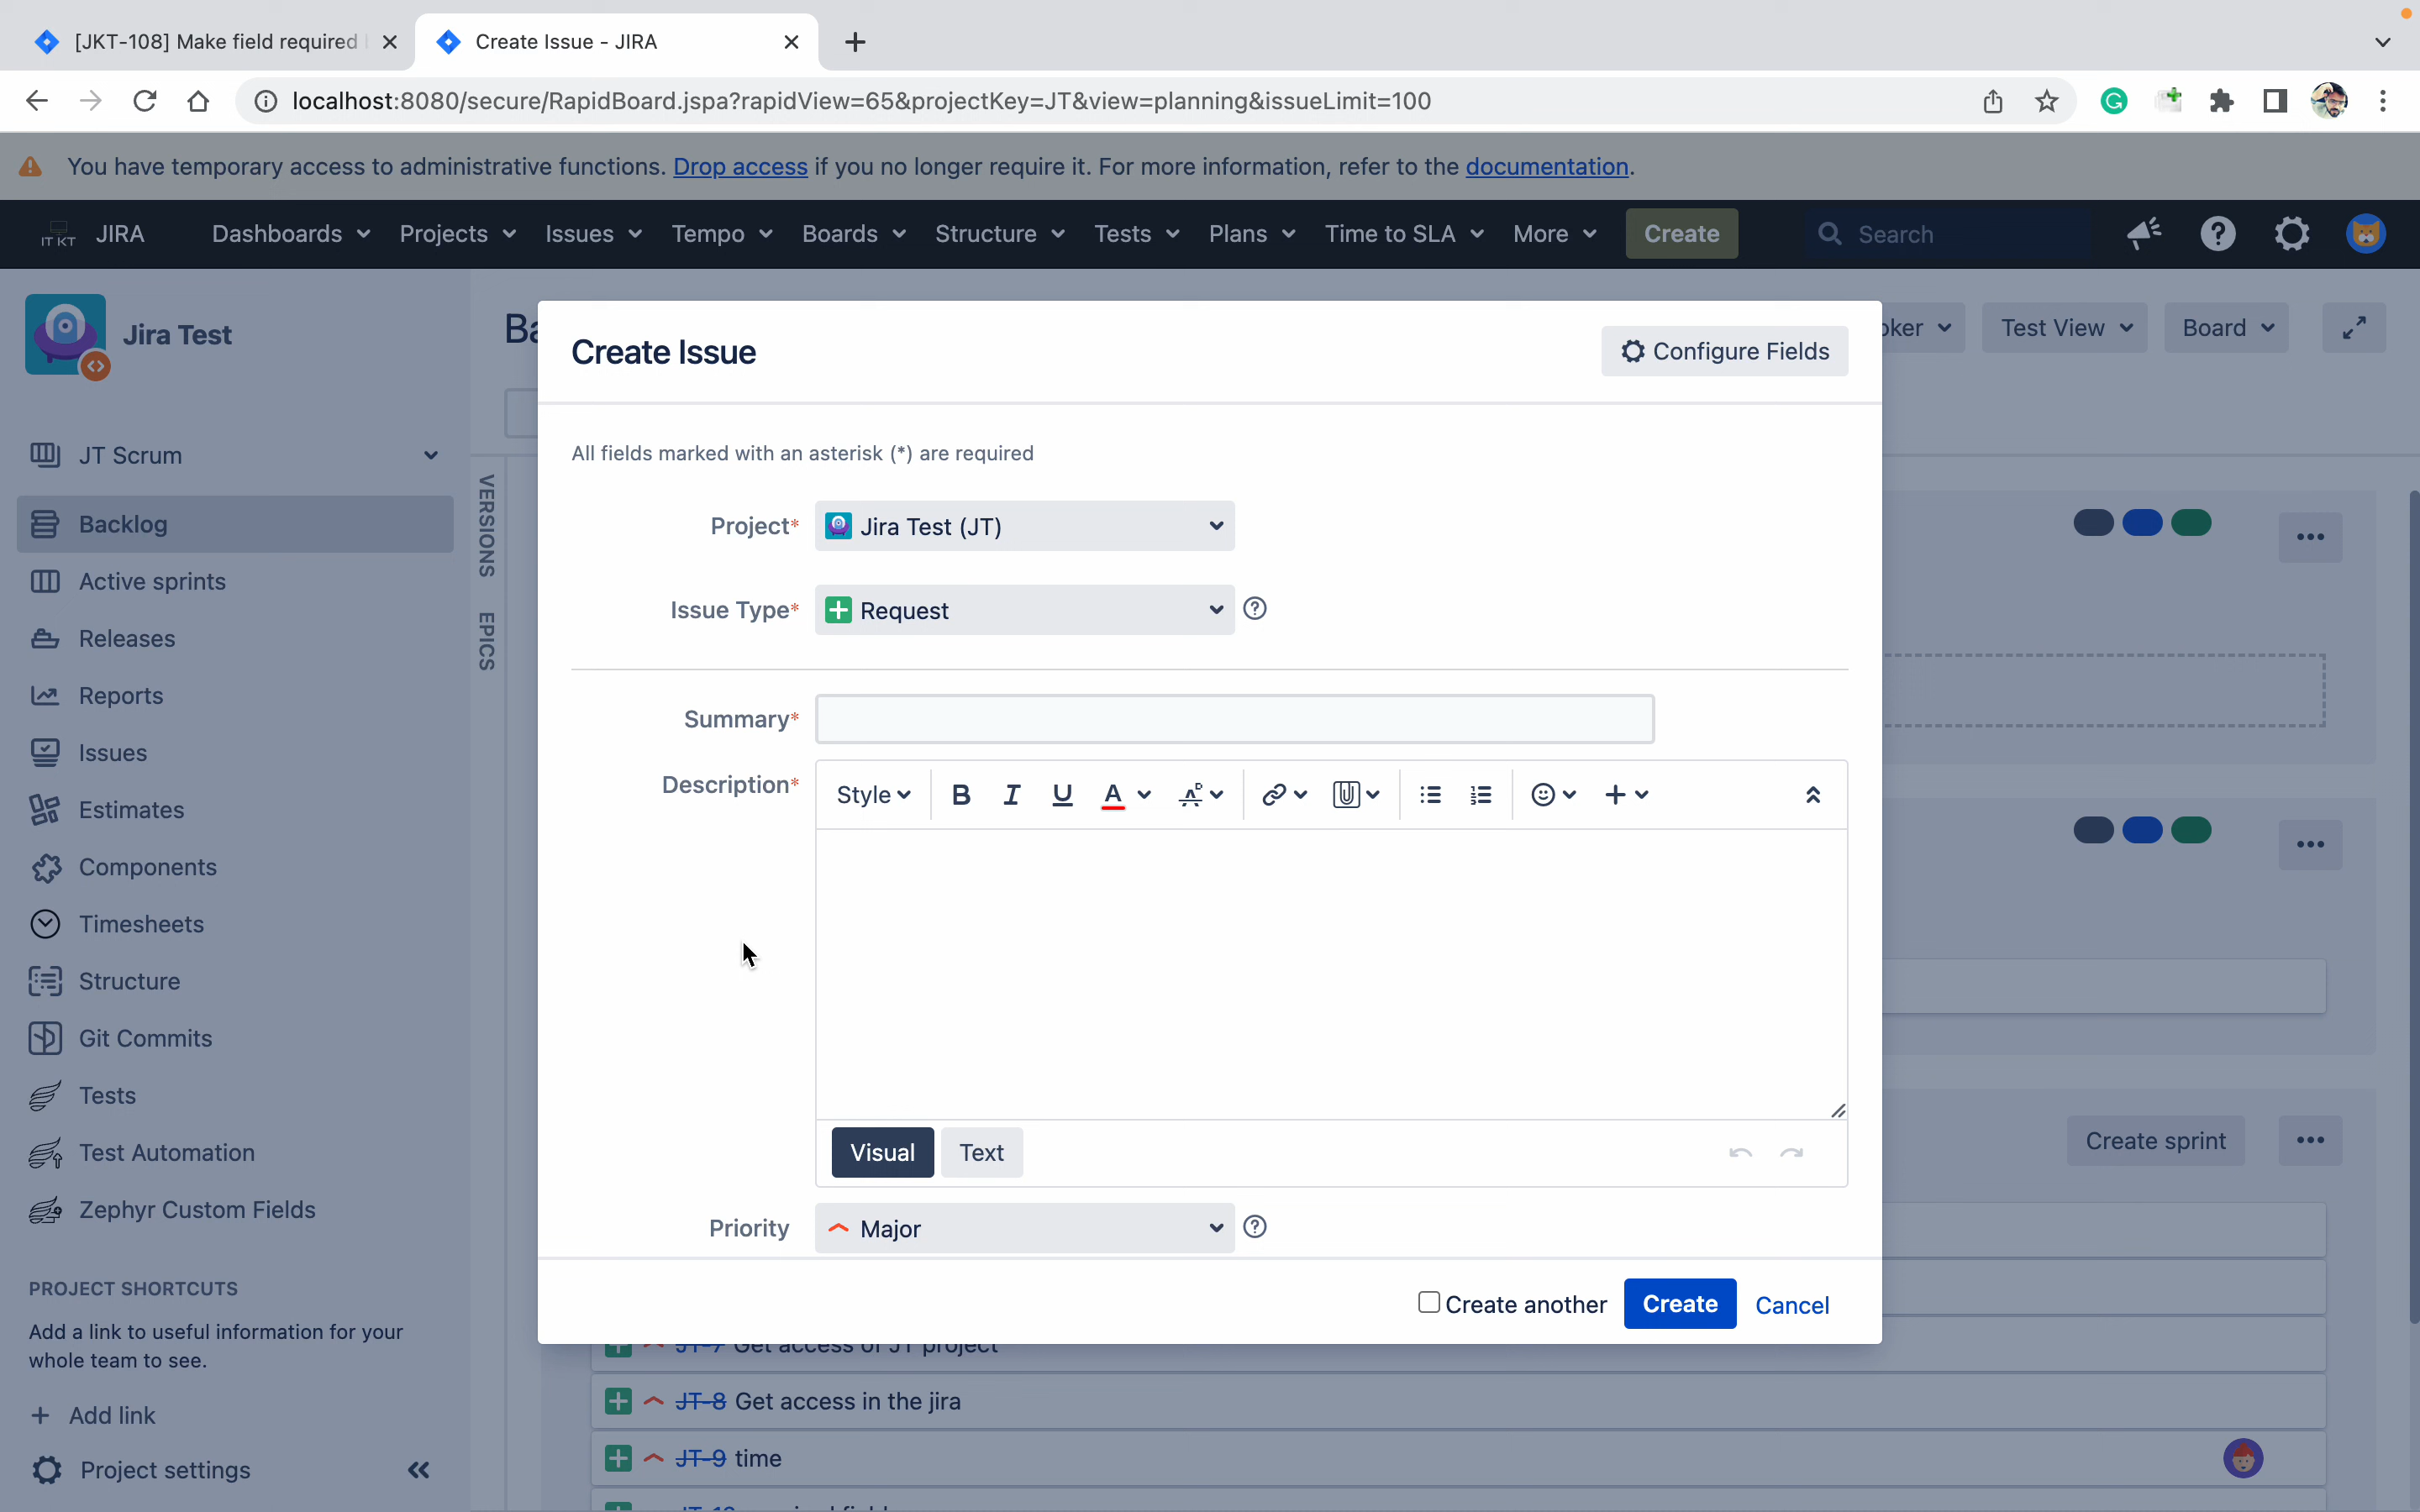 [JKT-108] Make field required
Create Issue - JIRA
localhost:8080/secure/RapidBoard.jspa?rapidView=65&projectKey=JT&view=planning&issueLimit=100
You have temporary access to administrative functions. Drop access if you no longer require it. For more information, refer to the documentation.
IT KT JIRA Dashboards Projects Issues Tempo Boards Structure Tests Plans Time to SLA More Create Search
Jira Test
JT Scrum
Backlog
Active sprints
Releases
Reports
Issues
Estimates
Components
Timesheets
Structure
Git Commits
Tests
Test Automation
Zephyr Custom Fields
PROJECT SHORTCUTS
Add a link to useful information for your
whole team to see.
+ Add link
Project settings
VERSIONS
EPICS
Test View Board
Create Issue
Configure Fields
All fields marked with an asterisk (*) are required
Project* Jira Test (JT)
Issue Type* Request
Summary*
Description* Style B I U A
Visual Text
Priority Major
Create another Create Cancel
Create sprint
JT-7 Get access of JT project
JT-8 Get access in the jira
JT-9 time